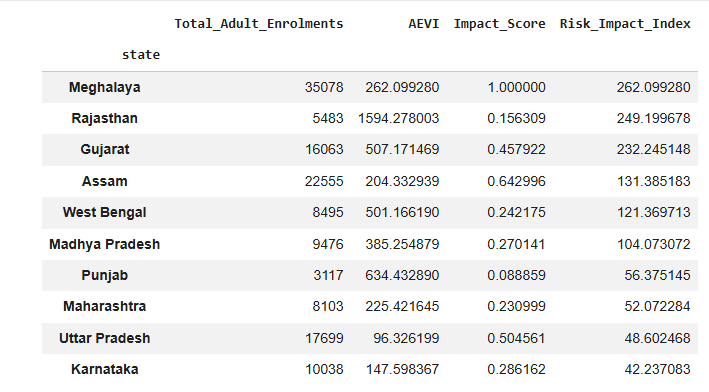 Total_Adult_Enrolments AEVI Impact_Score Risk_Impact_Index
state
Meghalaya 35078 262.099280 1.000000 262.099280
Rajasthan 5483 1594.278003 0.156309 249.199678
Gujarat 16063 507.171469 0.457922 232.245148
Assam 22555 204.332939 0.642996 131.385183
West Bengal 8495 501.166190 0.242175 121.369713
Madhya Pradesh 9476 385.254879 0.270141 104.073072
Punjab 3117 634.432890 0.088859 56.375145
Maharashtra 8103 225.421645 0.230999 52.072284
Uttar Pradesh 17699 96.326199 0.504561 48.602468
Karnataka 10038 147.598367 0.286162 42.237083